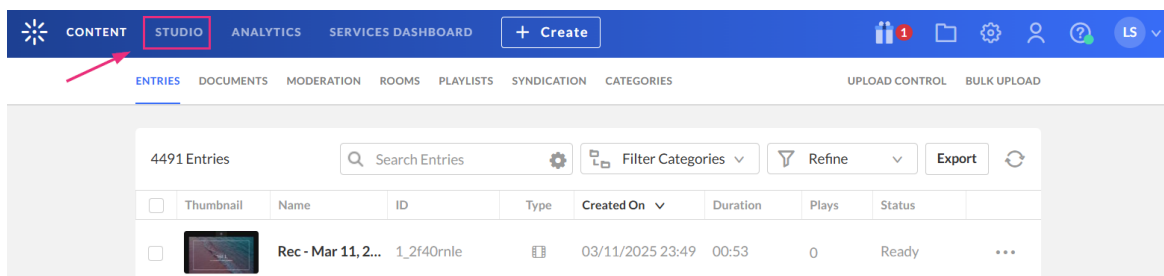 CONTENT STUDIO ANALYTICS SERVICES DASHBOARD + Create 1 LS
ENTRIES DOCUMENTS MODERATION ROOMS PLAYLISTS SYNDICATION CATEGORIES UPLOAD CONTROL BULK UPLOAD
4491 Entries Search Entries Filter Categories Refine Export
Thumbnail Name ID Type Created On Duration Plays Status
Rec - Mar 11, 2... 1_2f40rnle 03/11/2025 23:49 00:53 0 Ready